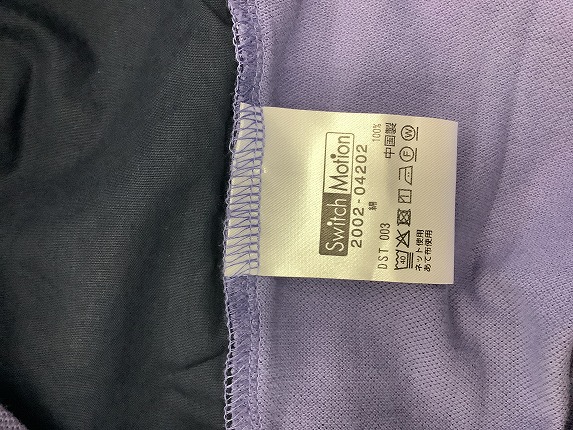 Switch Motion
2002-04202
綿 100%
DST 003 中国製
40 F W
ネット使用
あて布使用